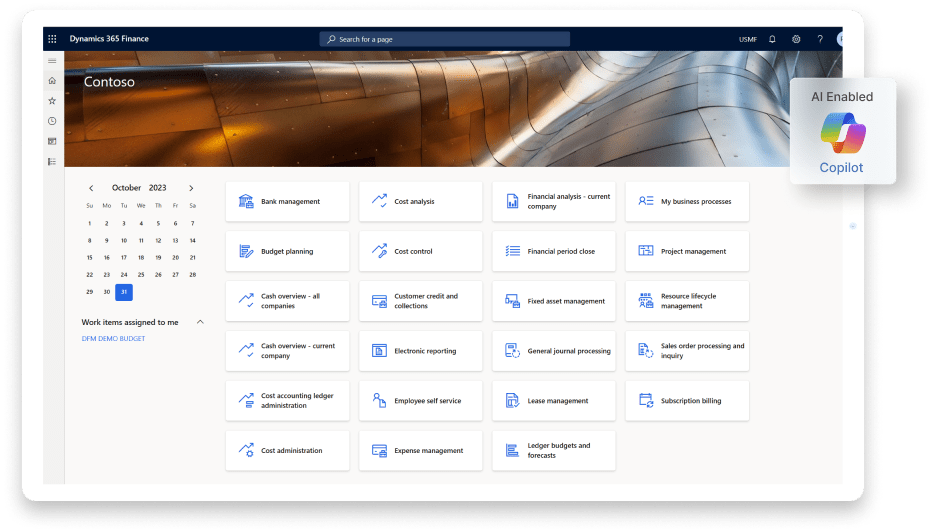 Dynamics 365 Finance
Search for a page
USMF
?
Contoso
AI Enabled
Copilot
October 2023
Su Mo Tu We Th Fr Sa
1 2 3 4 5 6 7
8 9 10 11 12 13 14
15 16 17 18 19 20 21
22 23 24 25 26 27 28
29 30 31
Work items assigned to me
DFM DEMO BUDGET
Bank management
Cost analysis
Financial analysis - current
company
My business processes
Budget planning
Cost control
Financial period close
Project management
Cash overview - all
companies
Customer credit and
collections
Fixed asset management
Resource lifecycle
management
Cash overview - current
company
Electronic reporting
General journal processing
Sales order processing and
inquiry
Cost accounting ledger
administration
Employee self service
Lease management
Subscription billing
Cost administration
Expense management
Ledger budgets and
forecasts